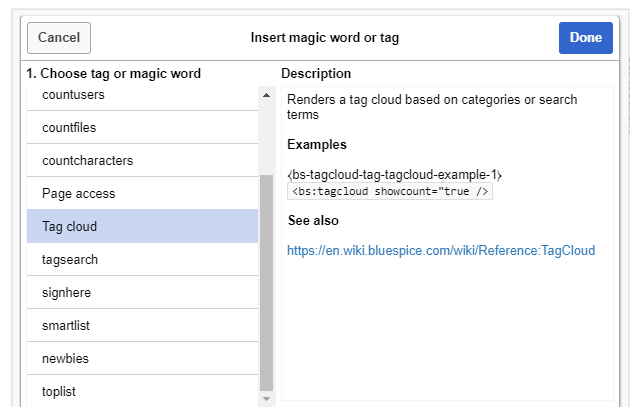 Cancel
Insert magic word or tag
Done
1. Choose tag or magic word
countusers
countfiles
countcharacters
Page access
Tag cloud
tagsearch
signhere
smartlist
newbies
toplist
Description
Renders a tag cloud based on categories or search
terms
Examples
⟨bs-tagcloud-tag-tagcloud-example-1⟩
<bs:tagcloud showcount="true />
See also
https://en.wiki.bluespice.com/wiki/Reference:TagCloud